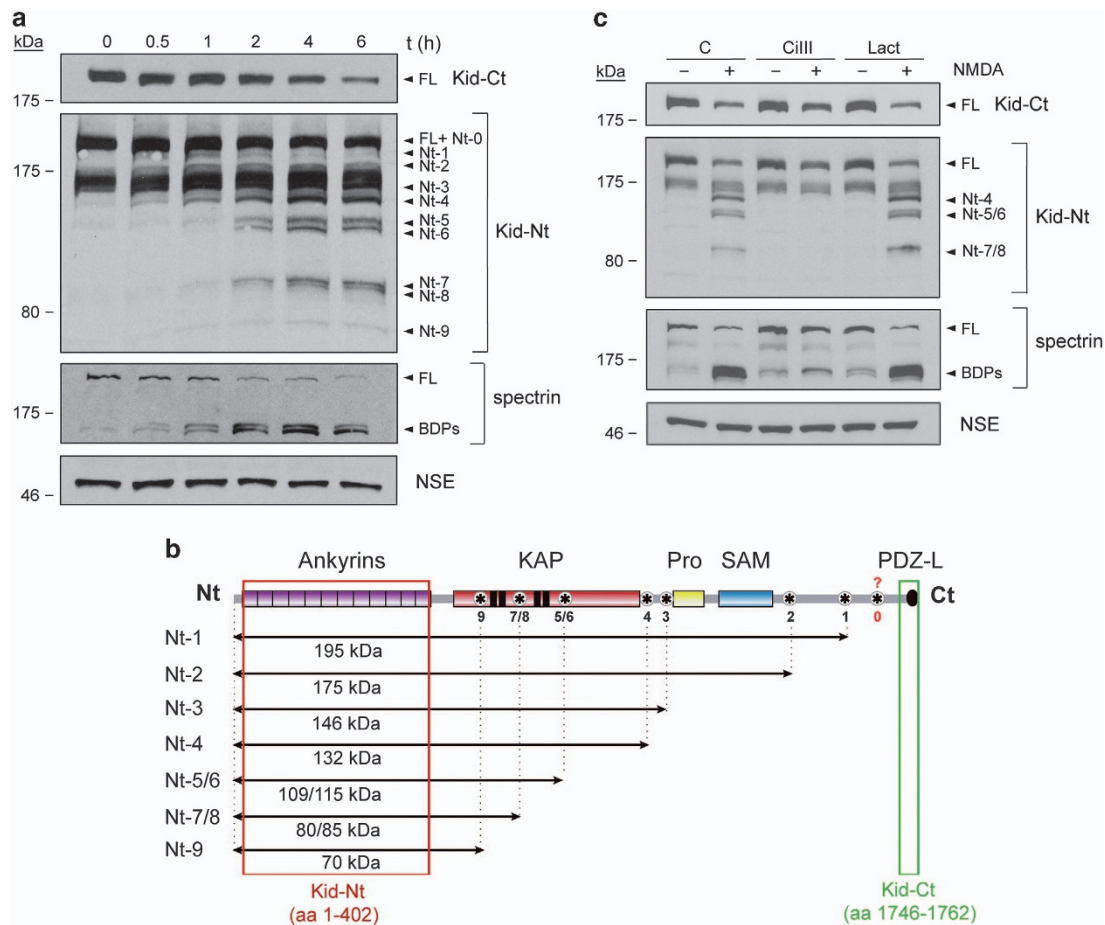 a
kDa 0 0.5 1 2 4 6 t (h)
FL Kid-Ct
175
FL+ Nt-0
Nt-1
175
Nt-2
Nt-3
Nt-4
Nt-5
Nt-6
Kid-Nt
Nt-7
Nt-8
80
Nt-9
FL
spectrin
175
BDPs
NSE
46
c
C CiIII Lact
kDa − + − + − + NMDA
FL Kid-Ct
175
FL
175
Nt-4
Nt-5/6
Kid-Nt
Nt-7/8
80
FL
spectrin
175
BDPs
NSE
46
b
Ankyrins KAP Pro SAM PDZ-L
?
Nt Ct
9 7/8 5/6 4 3 2 1 0
Nt-1
195 kDa
Nt-2
175 kDa
Nt-3
146 kDa
Nt-4
132 kDa
Nt-5/6
109/115 kDa
Nt-7/8
80/85 kDa
Nt-9
70 kDa
Kid-Nt
(aa 1-402)
Kid-Ct
(aa 1746-1762)